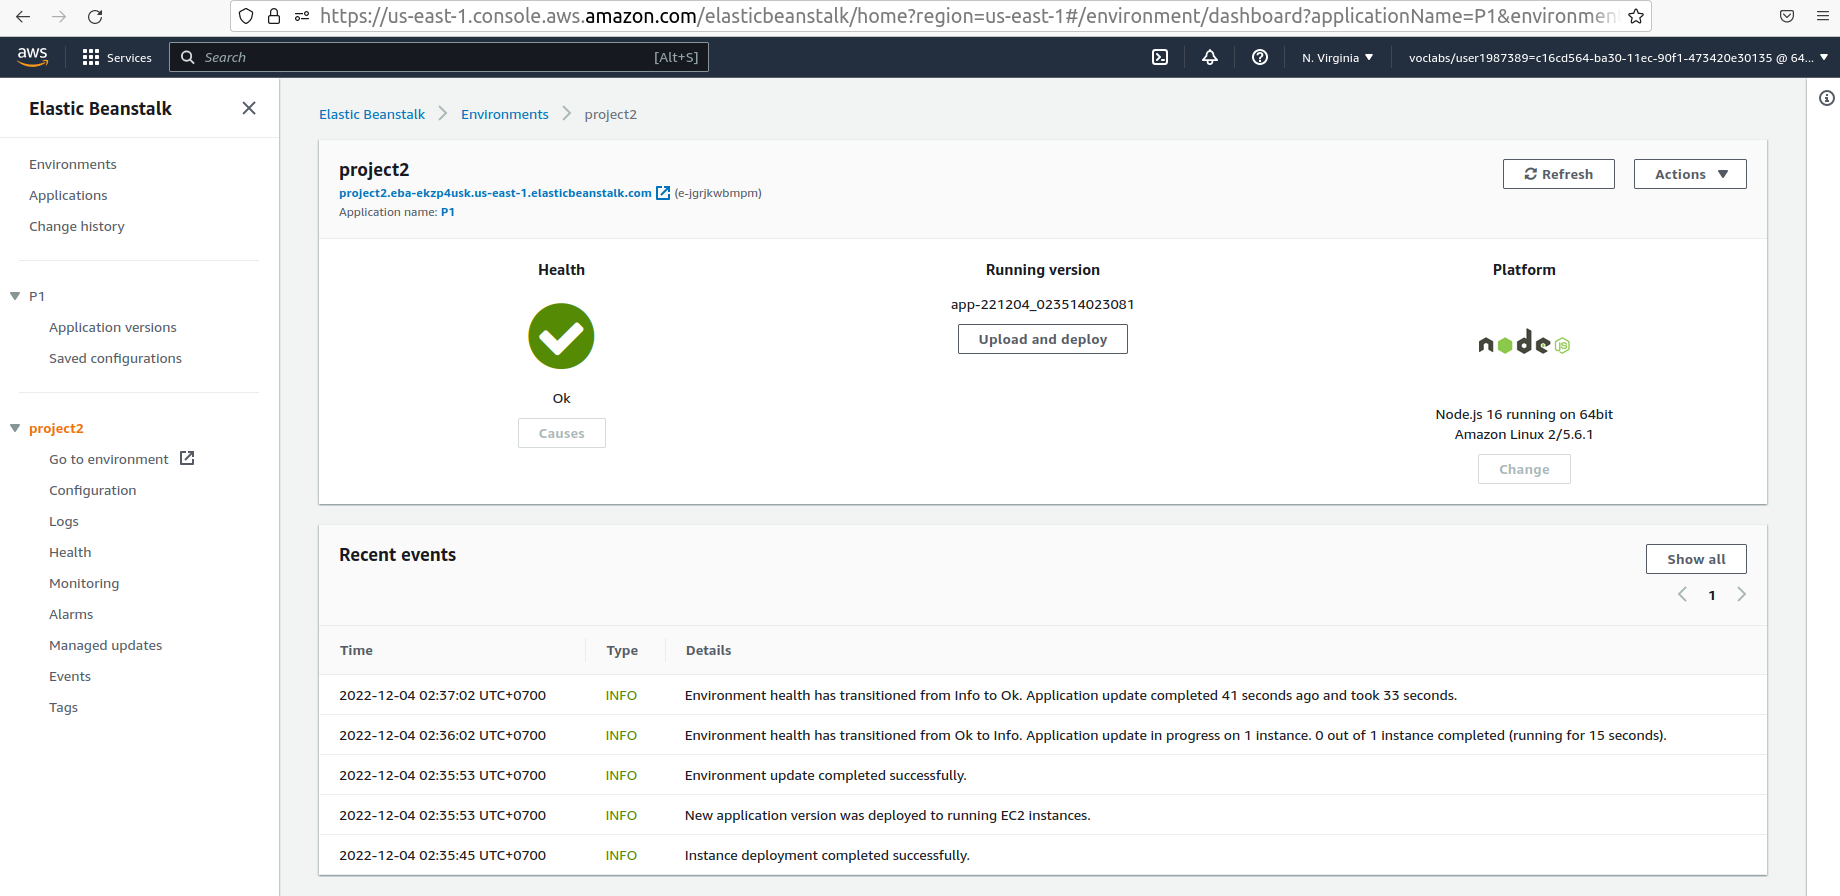 https://us-east-1.console.aws.amazon.com/elasticbeanstalk/home?region=us-east-1#/environment/dashboard?applicationName=P1&environmen
aws
Services
Search
[Alt+S]
N. Virginia
voclabs/user1987389=c16cd564-ba30-11ec-90f1-473420e30135 @ 64...
Elastic Beanstalk
Environments
Applications
Change history
P1
Application versions
Saved configurations
project2
Go to environment
Configuration
Logs
Health
Monitoring
Alarms
Managed updates
Events
Tags
Elastic Beanstalk
Environments
project2
project2
project2.eba-ekzp4usk.us-east-1.elasticbeanstalk.com (e-jgrjkwbmpm)
Application name: P1
Refresh
Actions
Health
Ok
Causes
Running version
app-221204_023514023081
Upload and deploy
Platform
node JS
Node.js 16 running on 64bit
Amazon Linux 2/5.6.1
Change
Recent events
Show all
1
Time Type Details
2022-12-04 02:37:02 UTC+0700 INFO Environment health has transitioned from Info to Ok. Application update completed 41 seconds ago and took 33 seconds.
2022-12-04 02:36:02 UTC+0700 INFO Environment health has transitioned from Ok to Info. Application update in progress on 1 instance. 0 out of 1 instance completed (running for 15 seconds).
2022-12-04 02:35:53 UTC+0700 INFO Environment update completed successfully.
2022-12-04 02:35:53 UTC+0700 INFO New application version was deployed to running EC2 instances.
2022-12-04 02:35:45 UTC+0700 INFO Instance deployment completed successfully.